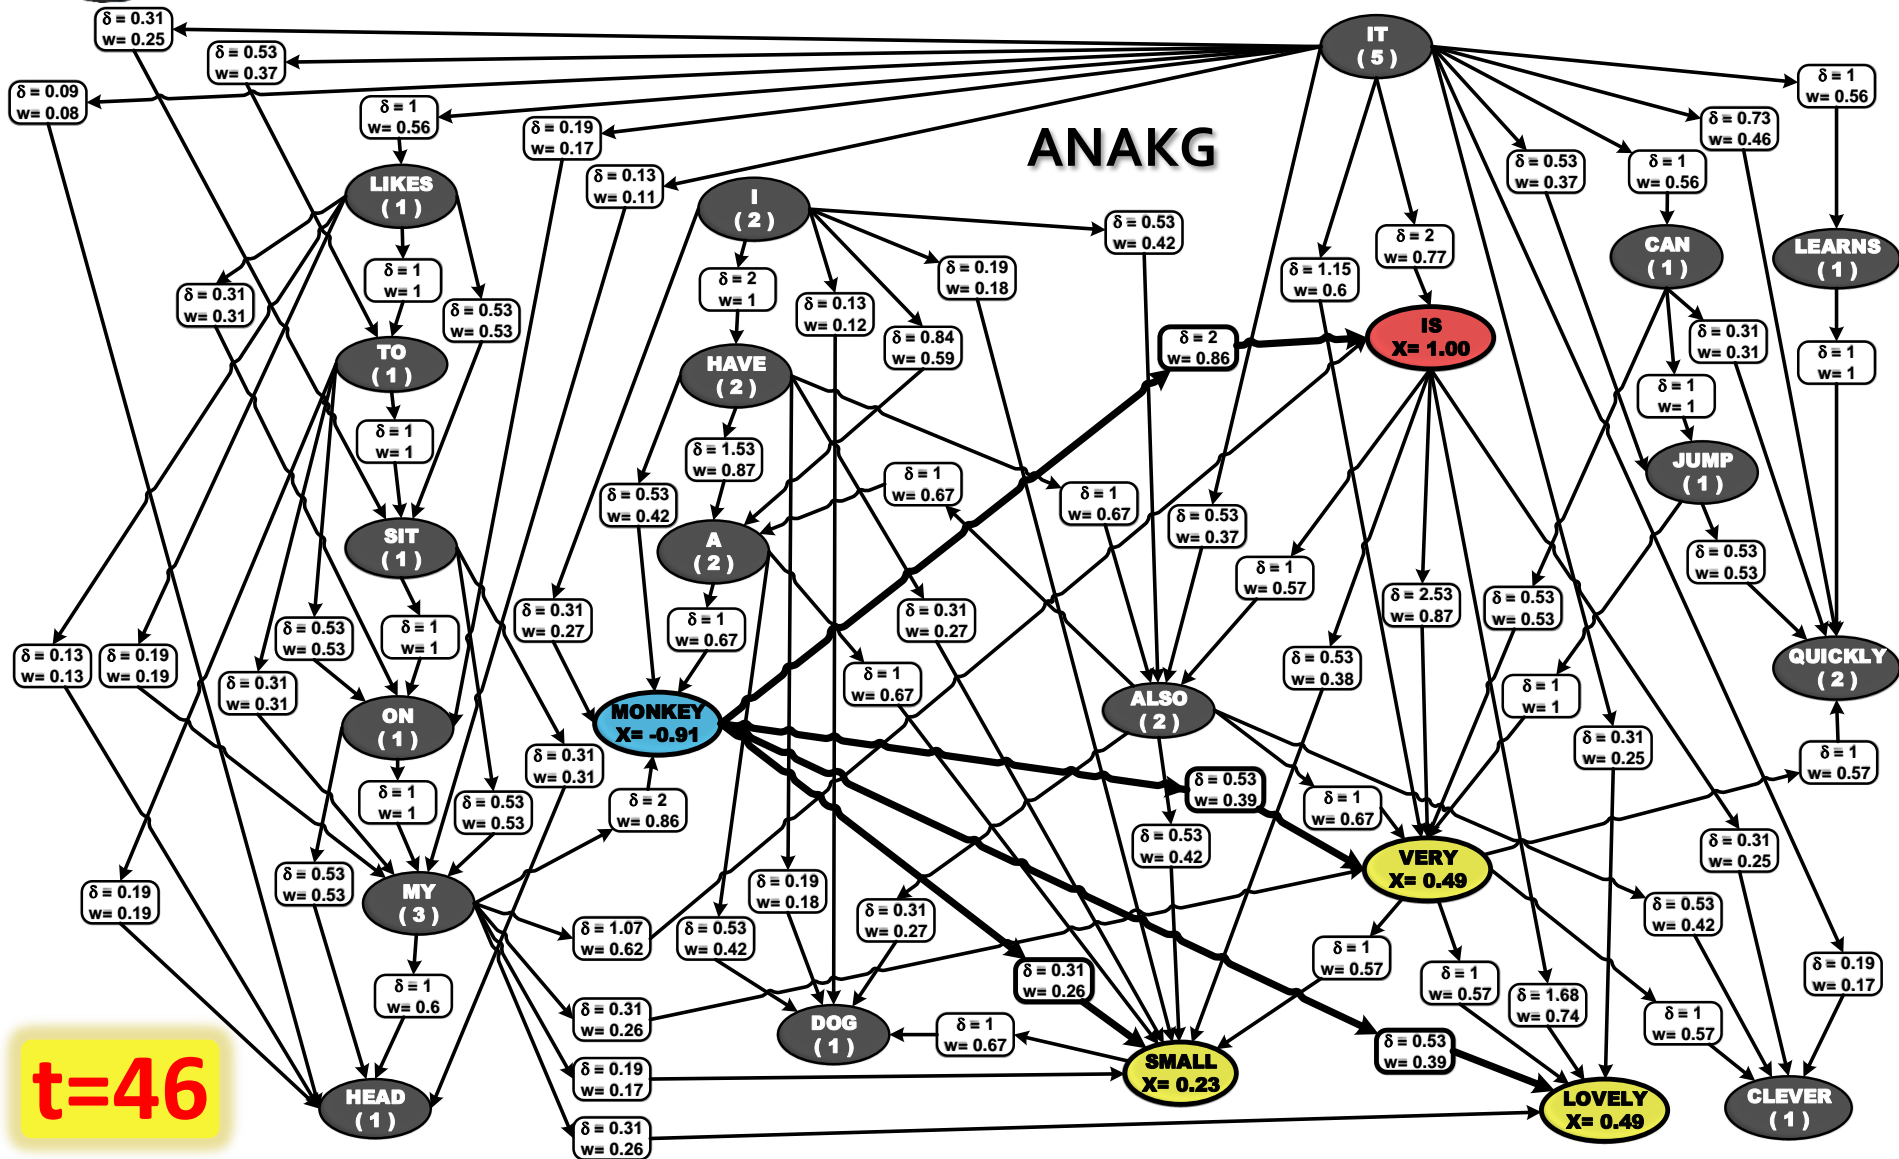 δ = 0.31
w= 0.25
IT
( 5 )
δ = 0.53
w= 0.37
δ = 1
w= 0.56
δ = 0.09
w= 0.08
δ = 1
w= 0.56
δ = 0.19
w= 0.17
δ = 0.73
w= 0.46
ANAKG
δ = 0.53
w= 0.37
δ = 1
w= 0.56
δ = 0.13
w= 0.11
LIKES
( 1 )
I
( 2 )
δ = 0.53
w= 0.42
δ = 2
w= 0.77
CAN
( 1 )
LEARNS
( 1 )
δ = 1
w= 1
δ = 2
w= 1
δ = 0.19
w= 0.18
δ = 1.15
w= 0.6
δ = 0.31
w= 0.31
δ = 0.53
w= 0.53
δ = 0.13
w= 0.12
IS
X= 1.00
δ = 0.31
w= 0.31
δ = 0.84
w= 0.59
δ = 2
w= 0.86
δ = 1
w= 1
TO
( 1 )
HAVE
( 2 )
δ = 1
w= 1
δ = 1
w= 1
δ = 1.53
w= 0.87
JUMP
( 1 )
δ = 1
w= 0.67
δ = 0.53
w= 0.42
δ = 1
w= 0.67
δ = 0.53
w= 0.37
SIT
( 1 )
A
( 2 )
δ = 0.53
w= 0.53
δ = 1
w= 0.57
δ = 2.53
w= 0.87
δ = 0.53
w= 0.53
δ = 0.31
w= 0.27
δ = 1
w= 0.67
δ = 0.31
w= 0.27
δ = 0.53
w= 0.53
δ = 1
w= 1
δ = 0.13
w= 0.13
δ = 0.19
w= 0.19
δ = 0.31
w= 0.31
δ = 1
w= 0.67
δ = 0.53
w= 0.38
QUICKLY
( 2 )
δ = 1
w= 1
ALSO
( 2 )
ON
( 1 )
MONKEY
X= -0.91
δ = 0.31
w= 0.25
δ = 0.31
w= 0.31
δ = 1
w= 0.57
δ = 1
w= 1
δ = 0.53
w= 0.53
δ = 2
w= 0.86
δ = 0.53
w= 0.39
δ = 1
w= 0.67
δ = 0.53
w= 0.42
δ = 0.31
w= 0.25
VERY
X= 0.49
δ = 0.19
w= 0.19
δ = 0.53
w= 0.53
MY
( 3 )
δ = 0.19
w= 0.18
δ = 0.31
w= 0.27
δ = 0.53
w= 0.42
δ = 1.07
w= 0.62
δ = 0.53
w= 0.42
δ = 1
w= 0.57
δ = 0.31
w= 0.26
δ = 1
w= 0.57
δ = 0.19
w= 0.17
δ = 1
w= 0.6
δ = 1.68
w= 0.74
δ = 0.31
w= 0.26
DOG
( 1 )
δ = 1
w= 0.67
δ = 1
w= 0.57
δ = 0.53
w= 0.39
SMALL
X= 0.23
δ = 0.19
w= 0.17
t=46
HEAD
( 1 )
LOVELY
X= 0.49
CLEVER
( 1 )
δ = 0.31
w= 0.26